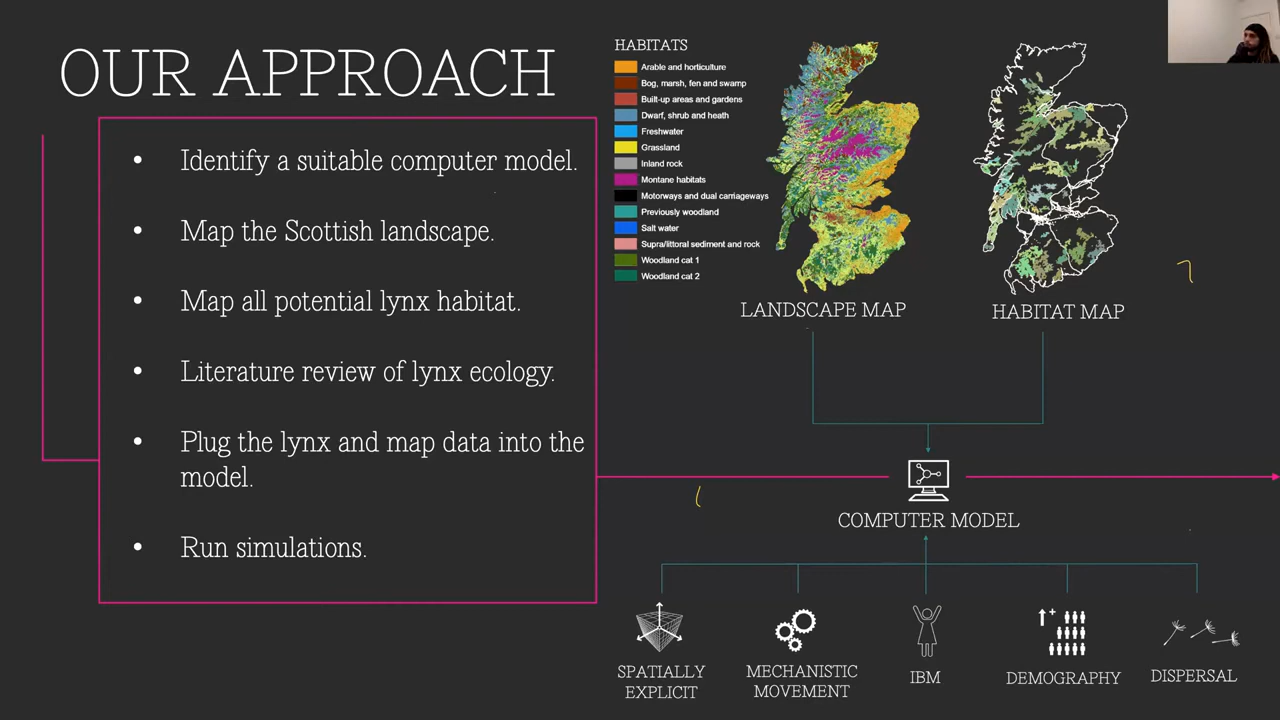 OUR APPROACH
• Identify a suitable computer model.
• Map the Scottish landscape.
• Map all potential lynx habitat.
• Literature review of lynx ecology.
• Plug the lynx and map data into the
model.
• Run simulations.
HABITATS
Arable and horticulture
Bog, marsh, fen and swamp
Built-up areas and gardens
Dwarf, shrub and heath
Freshwater
Grassland
Inland rock
Montane habitats
Motorways and dual carriageways
Previously woodland
Salt water
Supra/littoral sediment and rock
Woodland cat 1
Woodland cat 2
LANDSCAPE MAP
HABITAT MAP
COMPUTER MODEL
SPATIALLY
EXPLICIT
MECHANISTIC
MOVEMENT
IBM
DEMOGRAPHY
DISPERSAL